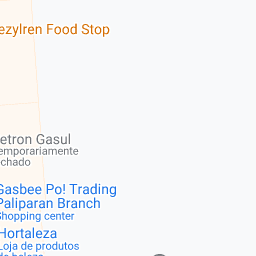 ezylren Food Stop
etron Gasul
emporariamente
chado
Gasbee Po! Trading
Paliparan Branch
Shopping center
Hortaleza
Loja de produtos
de beleza